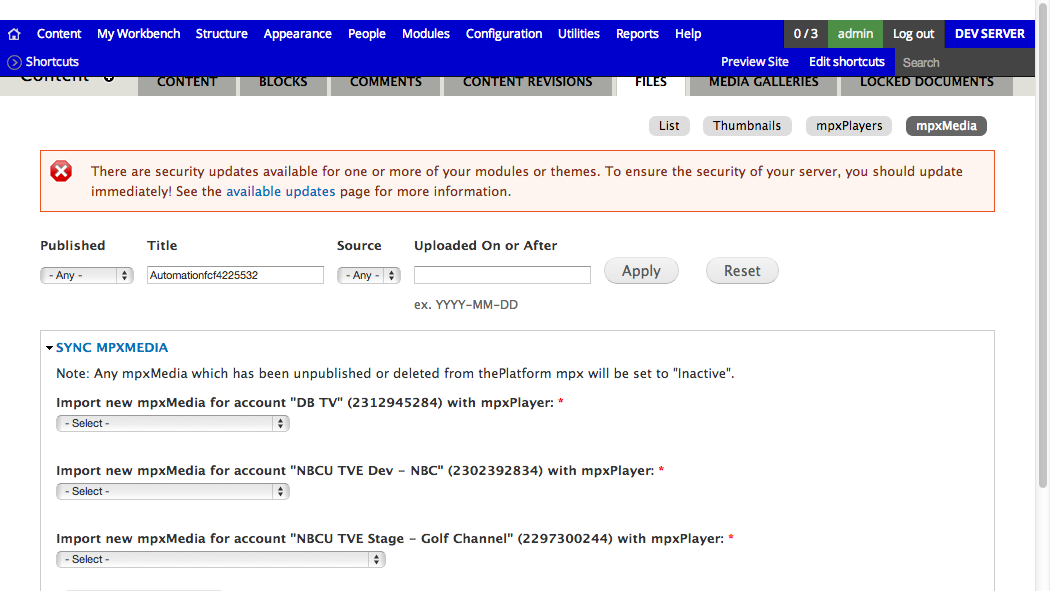 Content My Workbench Structure Appearance People Modules Configuration Utilities Reports Help 0 / 3 admin Log out DEV SERVER
Shortcuts Preview Site Edit shortcuts Search
Content CONTENT BLOCKS COMMENTS CONTENT REVISIONS FILES MEDIA GALLERIES LOCKED DOCUMENTS
List Thumbnails mpxPlayers mpxMedia
There are security updates available for one or more of your modules or themes. To ensure the security of your server, you should update
immediately! See the available updates page for more information.
Published Title Source Uploaded On or After
- Any - Automationfcf4225532 - Any - Apply Reset
ex. YYYY-MM-DD
SYNC MPXMEDIA
Note: Any mpxMedia which has been unpublished or deleted from thePlatform mpx will be set to "Inactive".
Import new mpxMedia for account "DB TV" (2312945284) with mpxPlayer: *
- Select -
Import new mpxMedia for account "NBCU TVE Dev - NBC" (2302392834) with mpxPlayer: *
- Select -
Import new mpxMedia for account "NBCU TVE Stage - Golf Channel" (2297300244) with mpxPlayer: *
- Select -